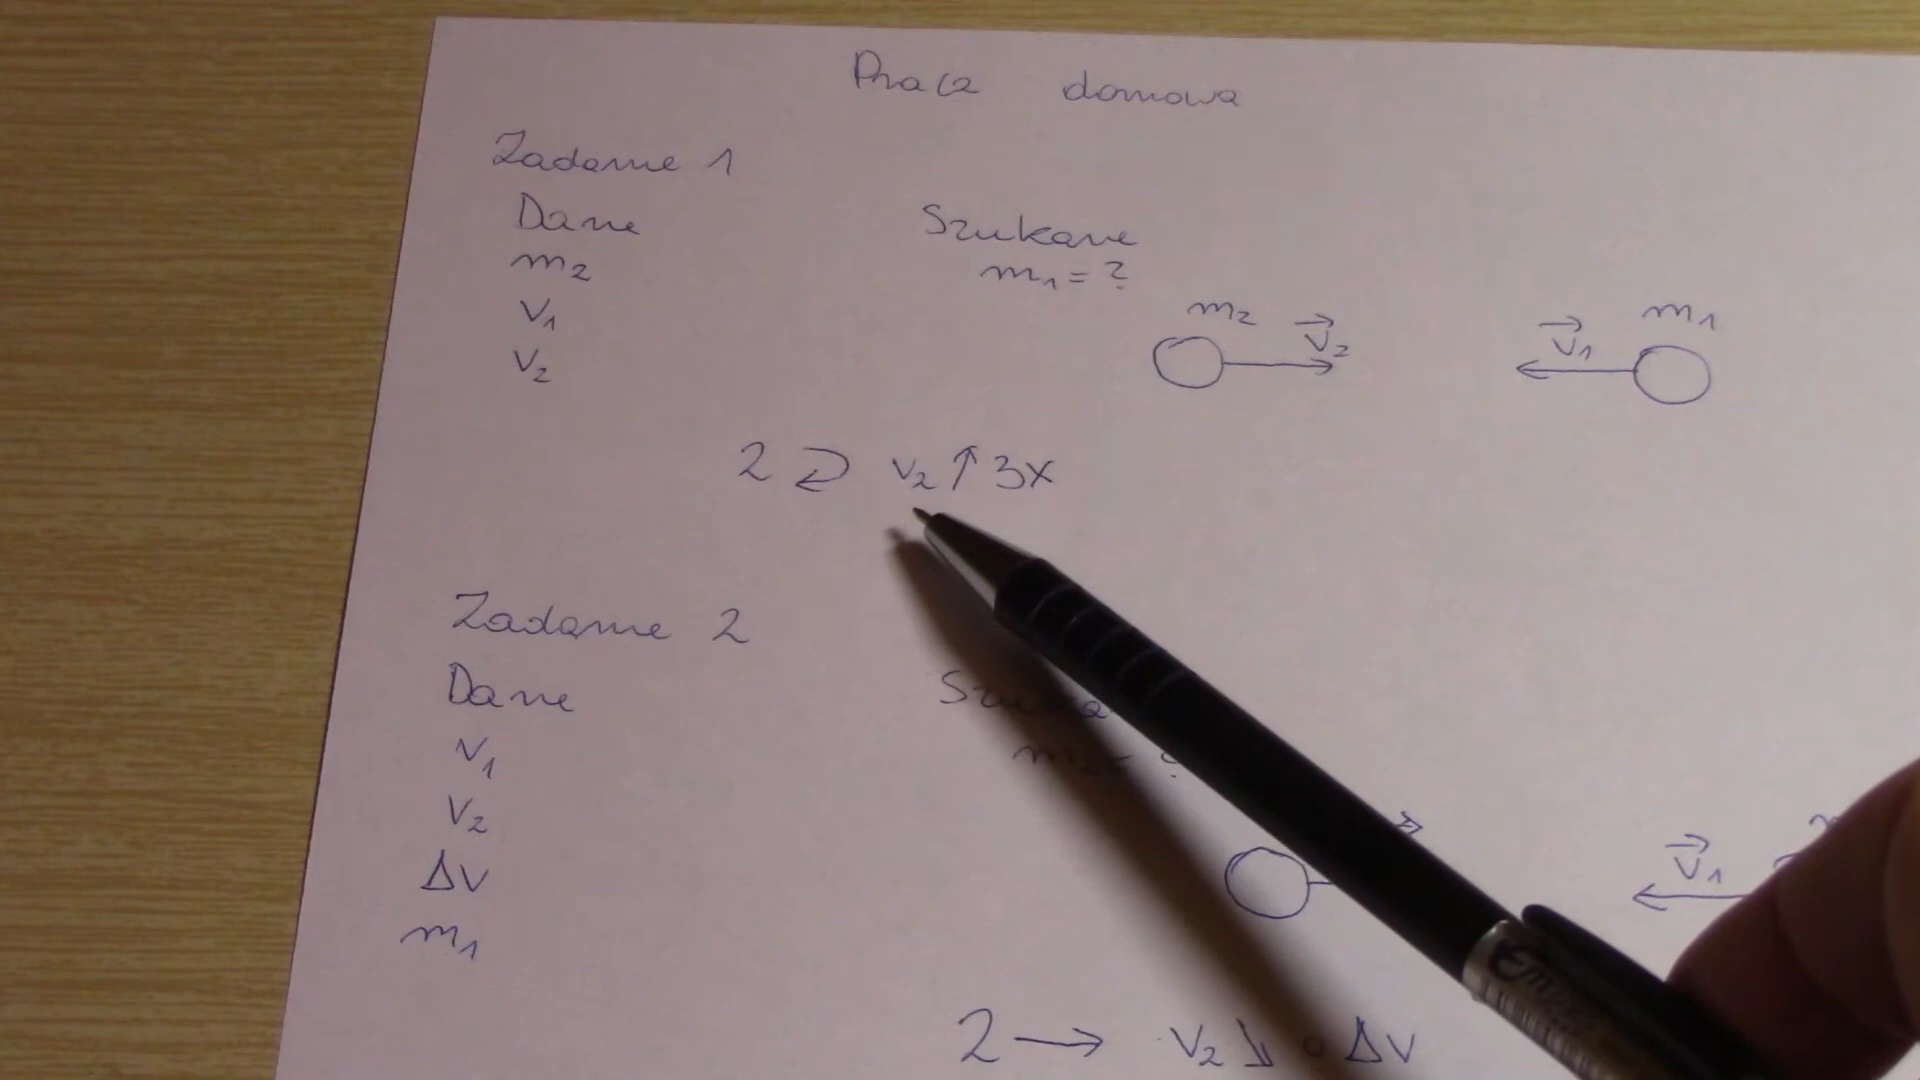 Praca domowa
Zadanie 1
Dane
Szukane
m2
m1 = ?
V1
V2
m2
V2
V1
m1
2 v2 ↑ 3x
Zadanie 2
Dane
V1
V2
ΔV
m1
V1
2 → V2 ↓ o ΔV